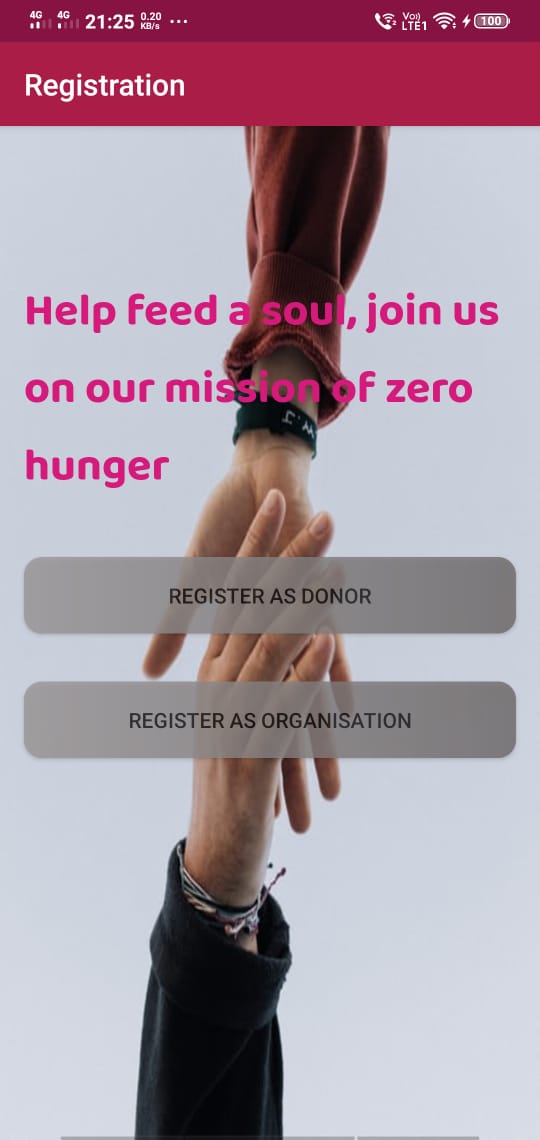 4G 4G 21:25 0.20 KB/s ... Vo)) LTE1 100
Registration
Help feed a soul, join us
on our mission of zero
hunger
REGISTER AS DONOR
REGISTER AS ORGANISATION